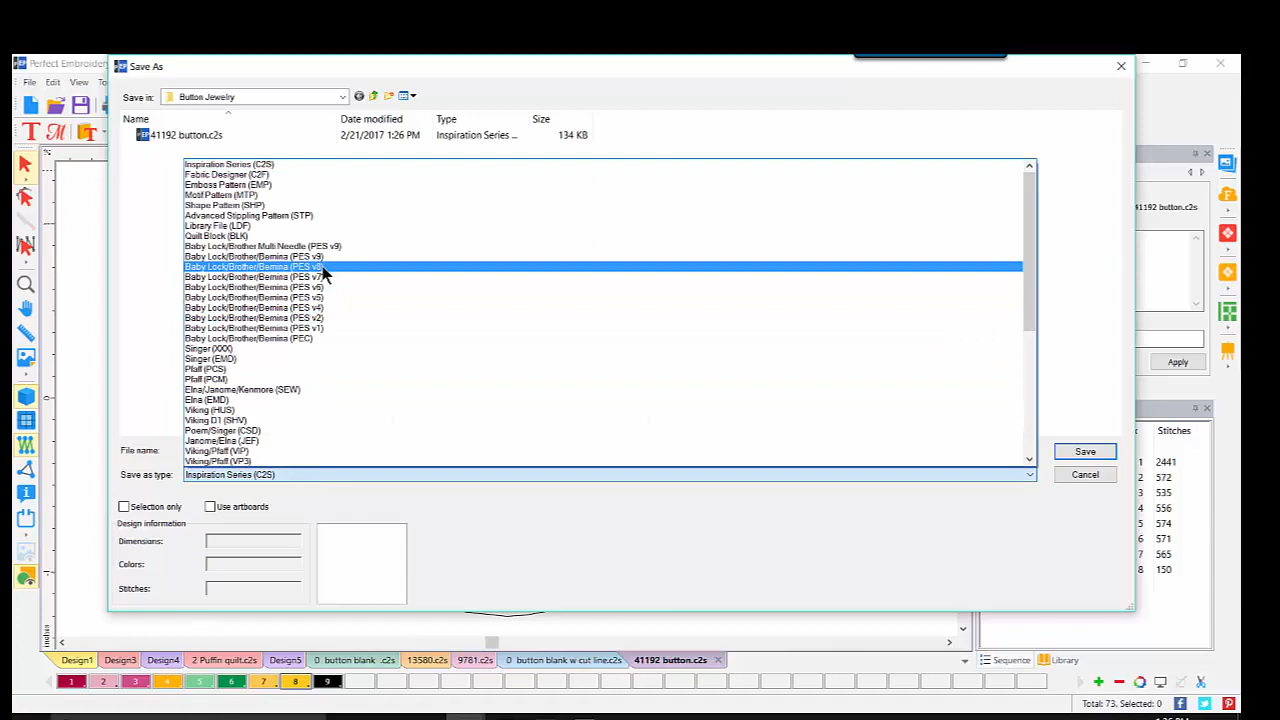 Perfect Embroidery
Save As
File Edit View To
Save in: Button Jewelry
Name Date modified Type Size
41192 button.c2s 2/21/2017 1:26 PM Inspiration Series ... 134 KB
Inspiration Series (C2S)
Fabric Designer (C2F)
Emboss Pattern (EMP)
Motif Pattern (MTP)
Shape Pattern (SHP)
Advanced Stippling Pattern (STP)
Library File (LDF)
Quilt Block (BLK)
Baby Lock/Brother Multi Needle (PES v9)
Baby Lock/Brother/Bernina (PES v9)
Baby Lock/Brother/Bernina (PES v8)
Baby Lock/Brother/Bernina (PES v7)
Baby Lock/Brother/Bernina (PES v6)
Baby Lock/Brother/Bernina (PES v5)
Baby Lock/Brother/Bernina (PES v4)
Baby Lock/Brother/Bernina (PES v2)
Baby Lock/Brother/Bernina (PES v1)
Baby Lock/Brother/Bernina (PEC)
Singer (XXX)
Singer (EMD)
Pfaff (PCS)
Pfaff (PCM)
Elna/Janome/Kenmore (SEW)
Elna (EMD)
Viking (HUS)
Viking D1 (SHV)
Poem/Singer (CSD)
Janome/Elna (JEF)
Viking/Pfaff (VIP)
Viking/Pfaff (VP3)
File name:
Save as type: Inspiration Series (C2S)
Save
Cancel
Selection only Use artboards
Design information
Dimensions:
Colors:
Stitches:
41192 button.c2s
Apply
Stitches
1 2441
2 572
3 535
4 556
5 574
6 571
7 565
8 150
inches
Design1 Design3 Design4 2 Puffin quilt.c2s Design5 0 button blank .c2s 13580.c2s 9781.c2s 0 button blank w cut line.c2s 41192 button.c2s
Sequence Library
1 2 3 4 5 6 7 8 9
Total: 73, Selected: 0